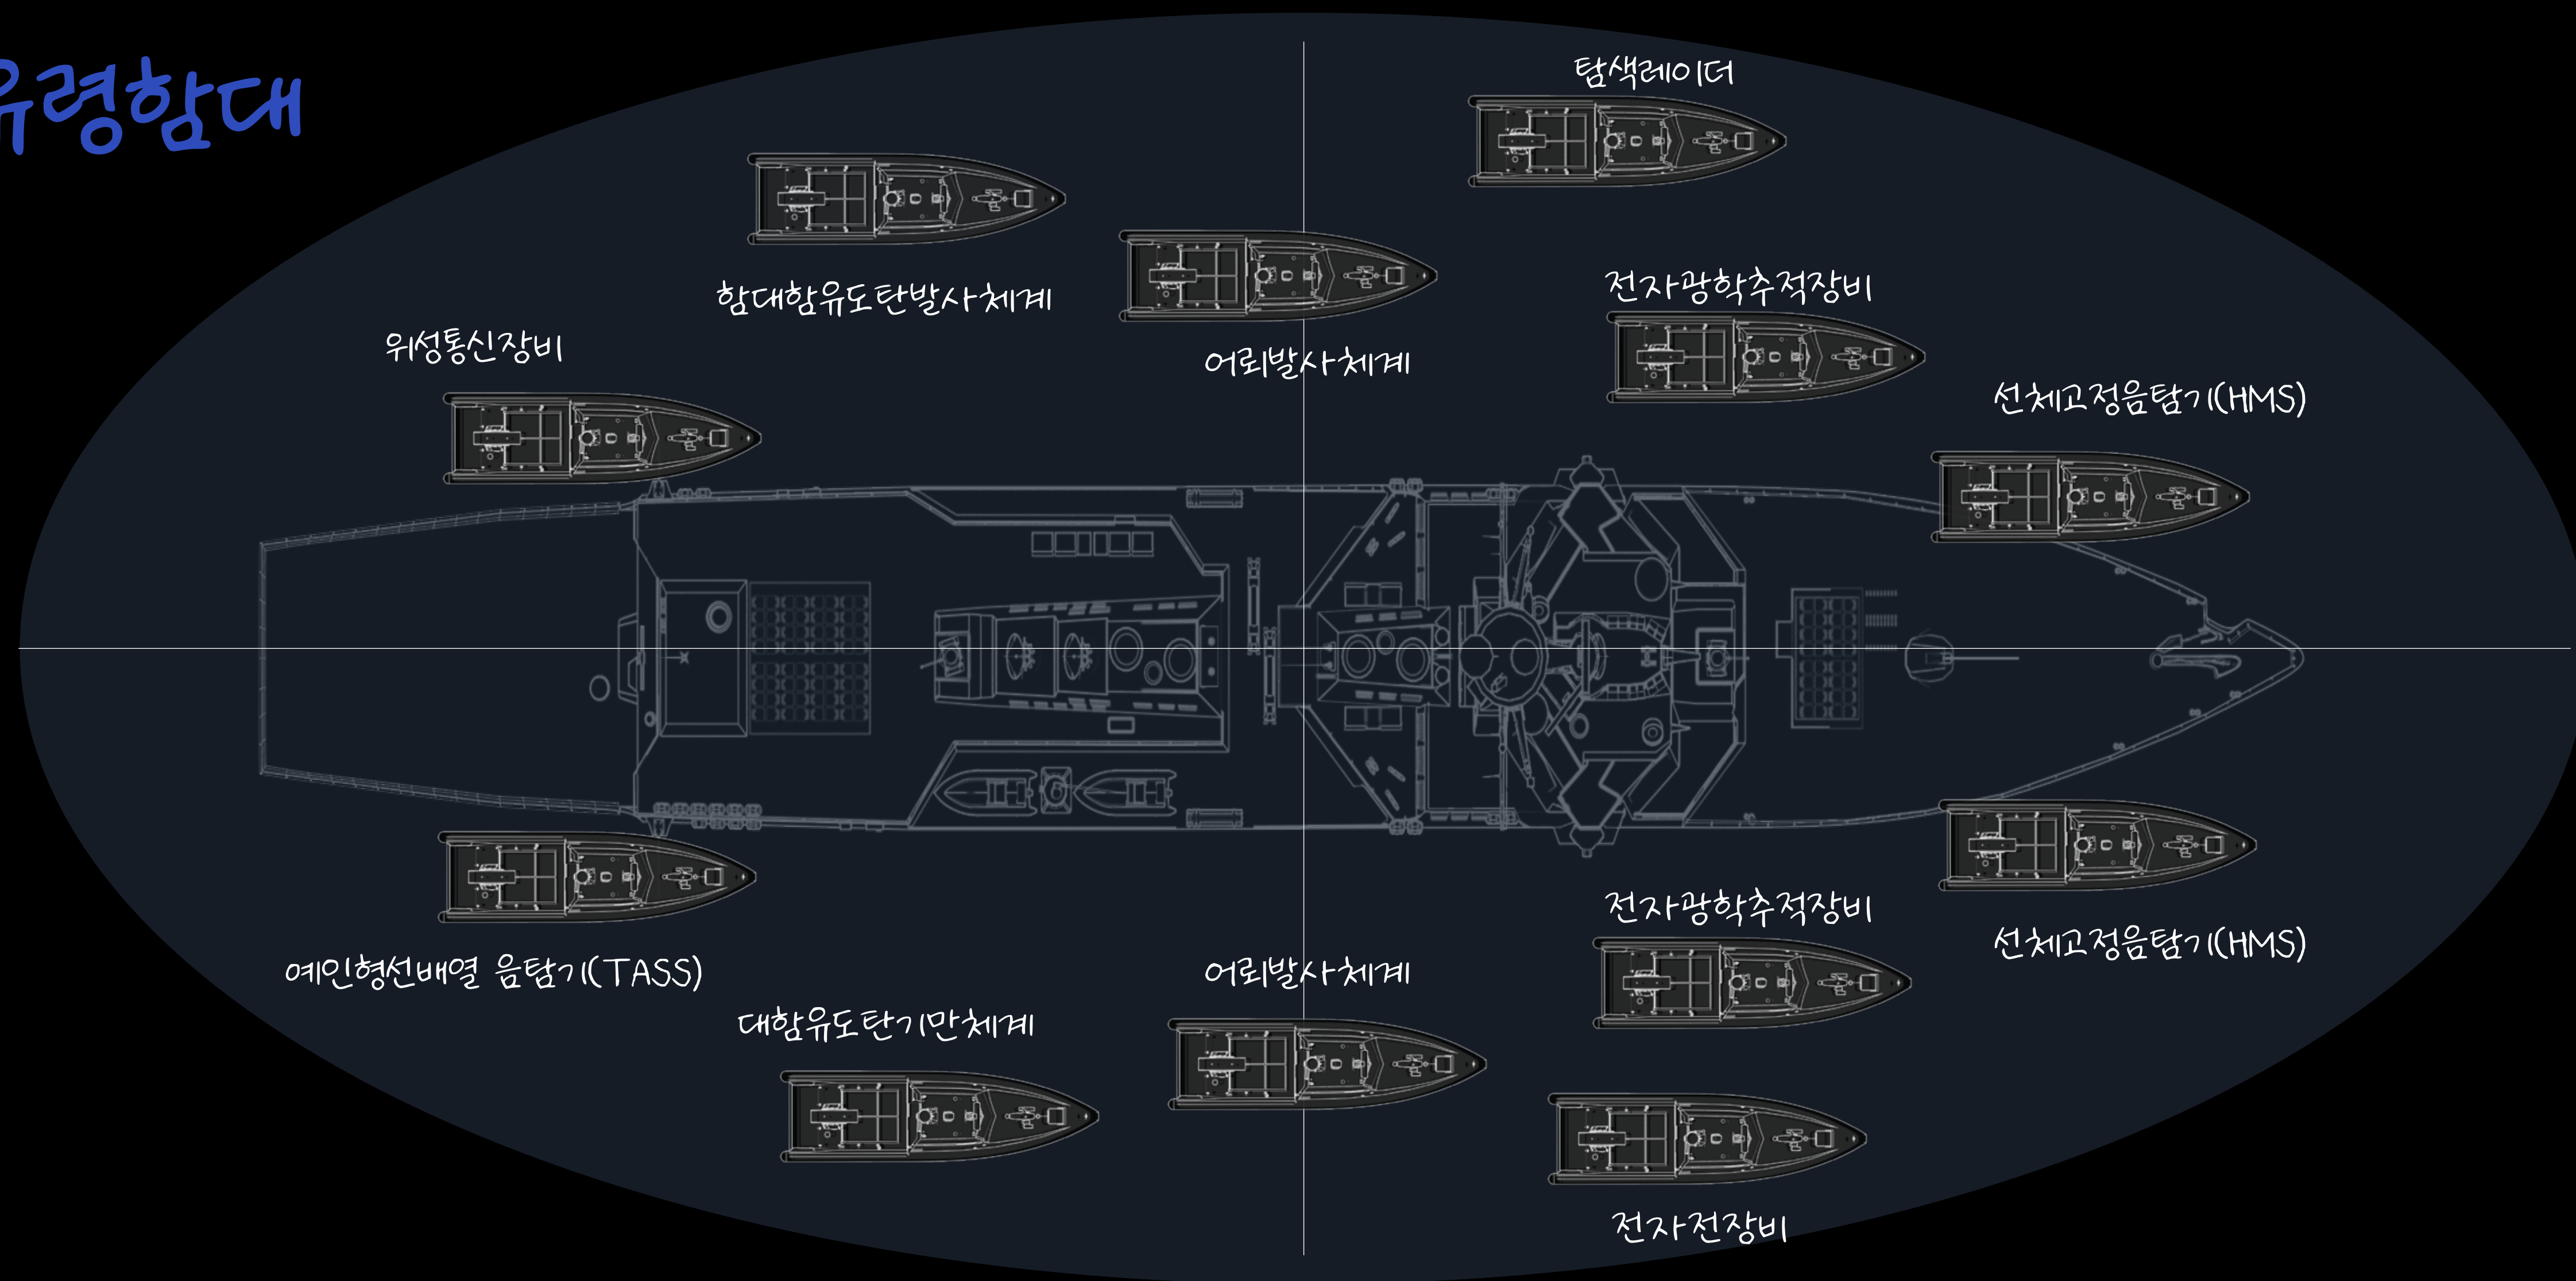 유령함대
탐색레이더
함대함유도탄발사체계
전자광학추적장비
위성통신장비
어뢰발사체계
선체고정음탐기(HMS)
전자광학추적장비
선체고정음탐기(HMS)
예인형선배열 음탐기(TASS)
어뢰발사체계
대함유도탄기만체계
전자전장비